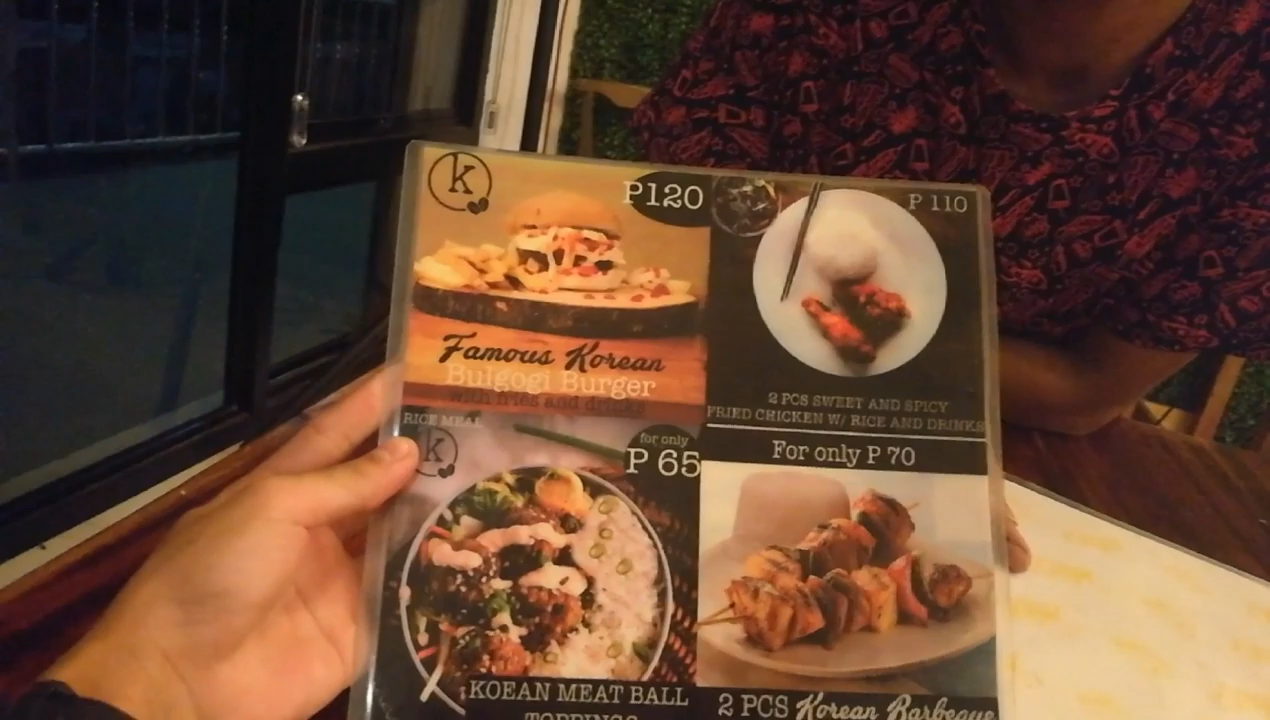 k
P120
Famous Korean
Bulgogi Burger
with fries and drinks
P 110
2 PCS SWEET AND SPICY
FRIED CHICKEN W/ RICE AND DRINKS
RICE MEAL
k
for only
P 65
KOEAN MEAT BALL
TOPPINGS
For only P 70
2 PCS Korean Barbeque